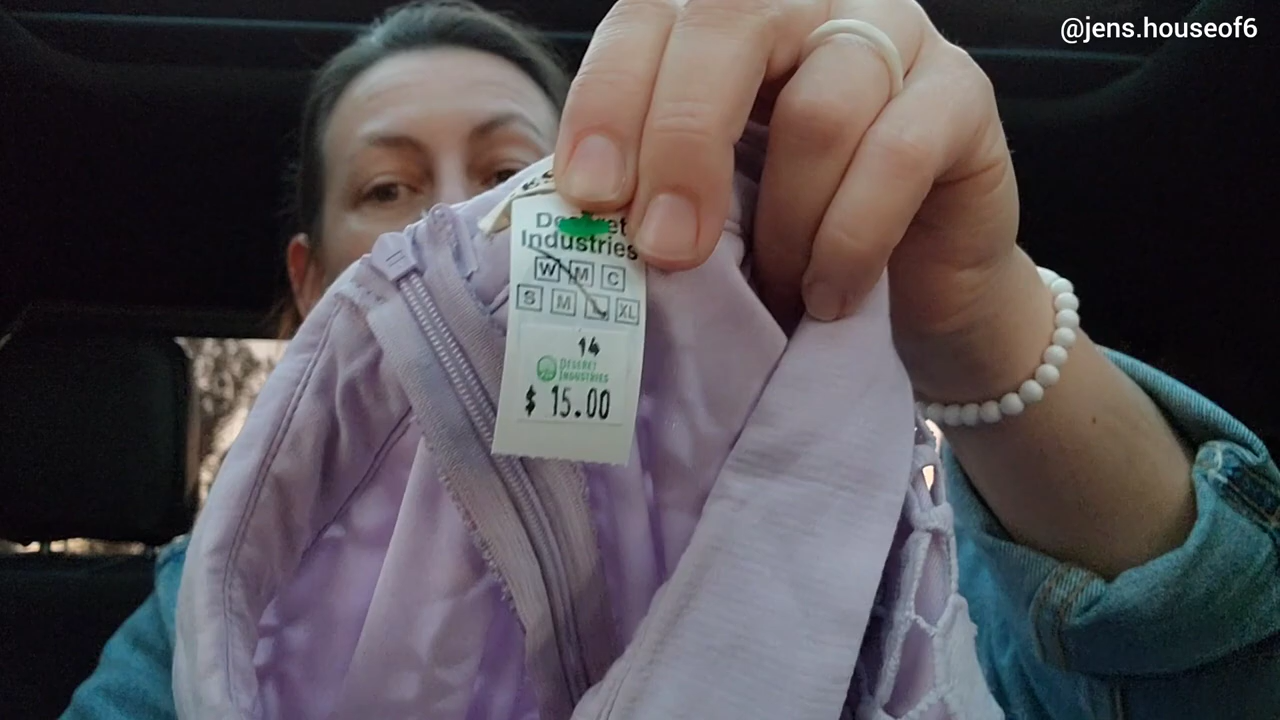 @jens.houseof6
Industries
W M C
S M L XL
14
DESERET
INDUSTRIES
$ 15.00